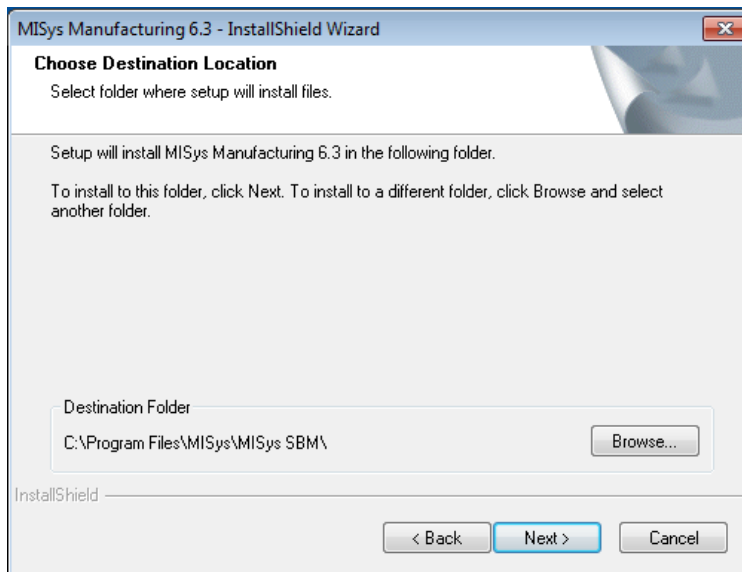 MISys Manufacturing 6.3 - InstallShield Wizard
Choose Destination Location
Select folder where setup will install files.
Setup will install MISys Manufacturing 6.3 in the following folder.
To install to this folder, click Next. To install to a different folder, click Browse and select
another folder.
Destination Folder
C:\Program Files\MISys\MISys SBM\
Browse...
InstallShield
< Back
Next >
Cancel